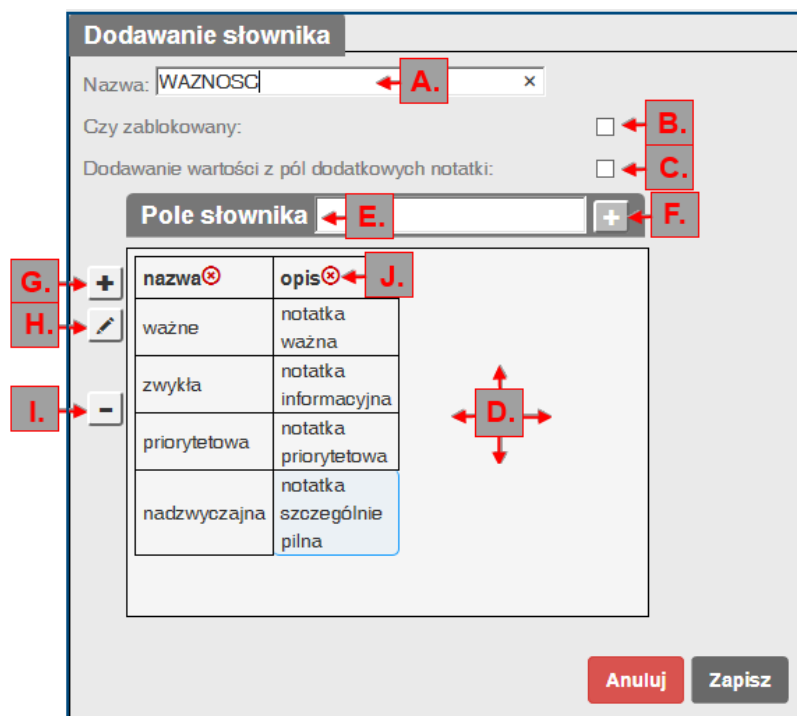 Dodawanie słownika
Nazwa: WAZNOSC × A.
Czy zablokowany: B.
Dodawanie wartości z pól dodatkowych notatki: C.
Pole słownika E. + F.
G. + nazwa opis J.
H. ważne notatka
ważna
zwykła notatka
informacyjna
I. - D.
priorytetowa notatka
priorytetowa
nadzwyczajna notatka
szczególnie
pilna
Anuluj Zapisz